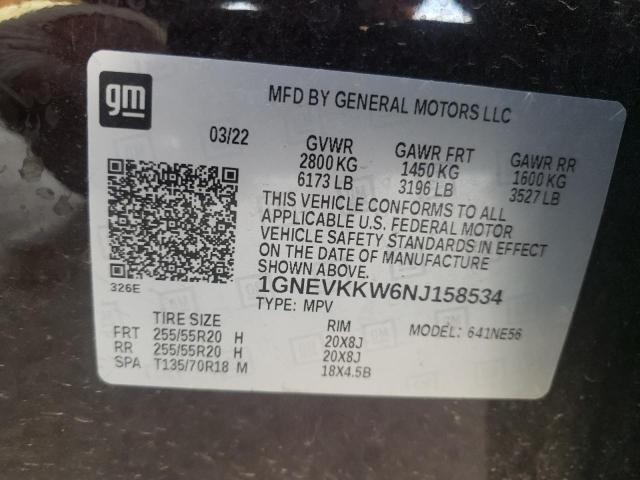 gm
MFD BY GENERAL MOTORS LLC
03/22 GVWR GAWR FRT GAWR RR
2800 KG 1450 KG 1600 KG
6173 LB 3196 LB 3527 LB
THIS VEHICLE CONFORMS TO ALL
APPLICABLE U.S. FEDERAL MOTOR
VEHICLE SAFETY STANDARDS IN EFFECT
ON THE DATE OF MANUFACTURE
SHOWN ABOVE.
326E
1GNEVKKW6NJ158534
TYPE: MPV
TIRE SIZE RIM MODEL: 641NE56
FRT 255/55R20 H 20X8J
RR 255/55R20 H 20X8J
SPA T135/70R18 M 18X4.5B